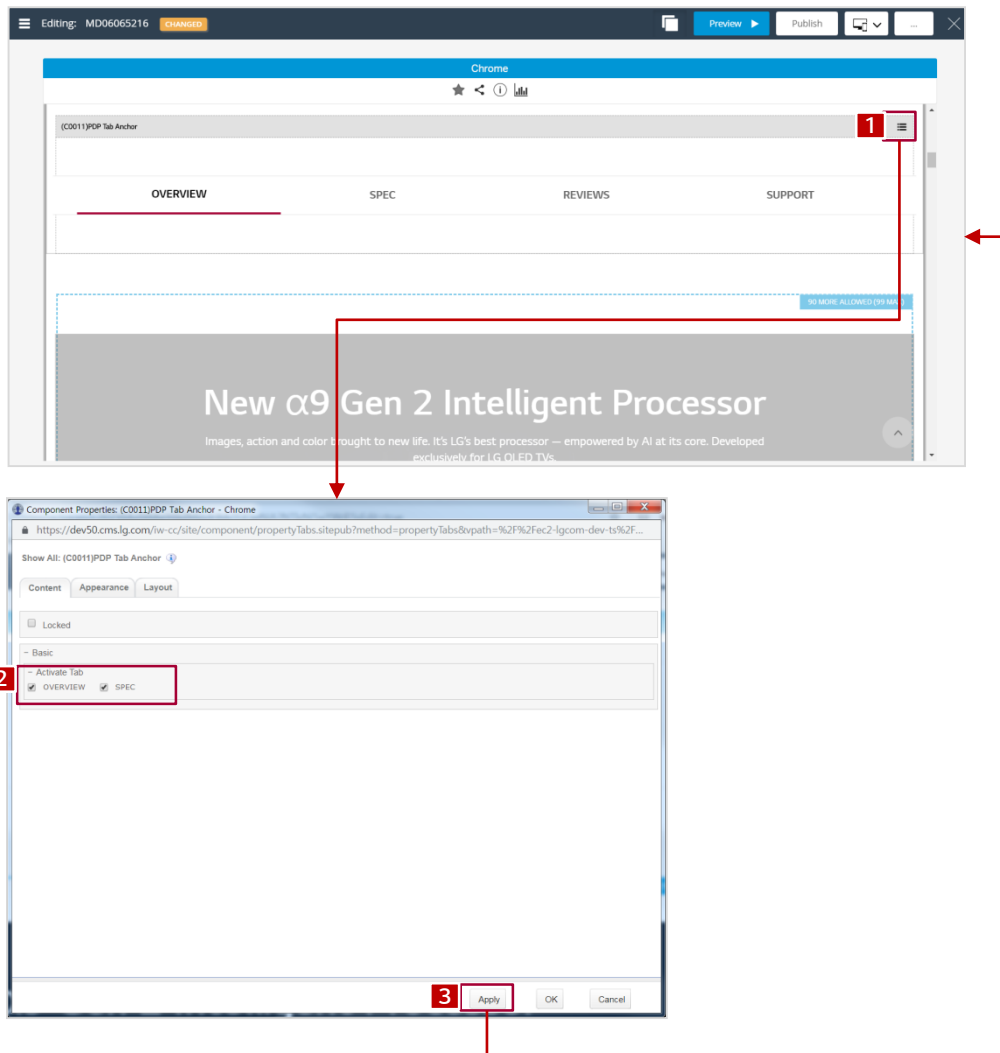 Editing: MD06065216 CHANGED Preview Publish ...
Chrome
(C0011)PDP Tab Anchor 1
OVERVIEW SPEC REVIEWS SUPPORT
90 MORE ALLOWED (99 MAX)
New α9 Gen 2 Intelligent Processor
Images, action and color brought to new life. It's LG's best processor — empowered by AI at its core. Developed
exclusively for LG OLED TVs.
Component Properties: (C0011)PDP Tab Anchor - Chrome
https://dev50.cms.lg.com/iw-cc/site/component/propertyTabs.sitepub?method=propertyTabs&vpath=%2F%2Fec2-lgcom-dev-ts%2F...
Show All: (C0011)PDP Tab Anchor
Content Appearance Layout
Locked
− Basic
2 − Activate Tab
OVERVIEW SPEC
3 Apply OK Cancel